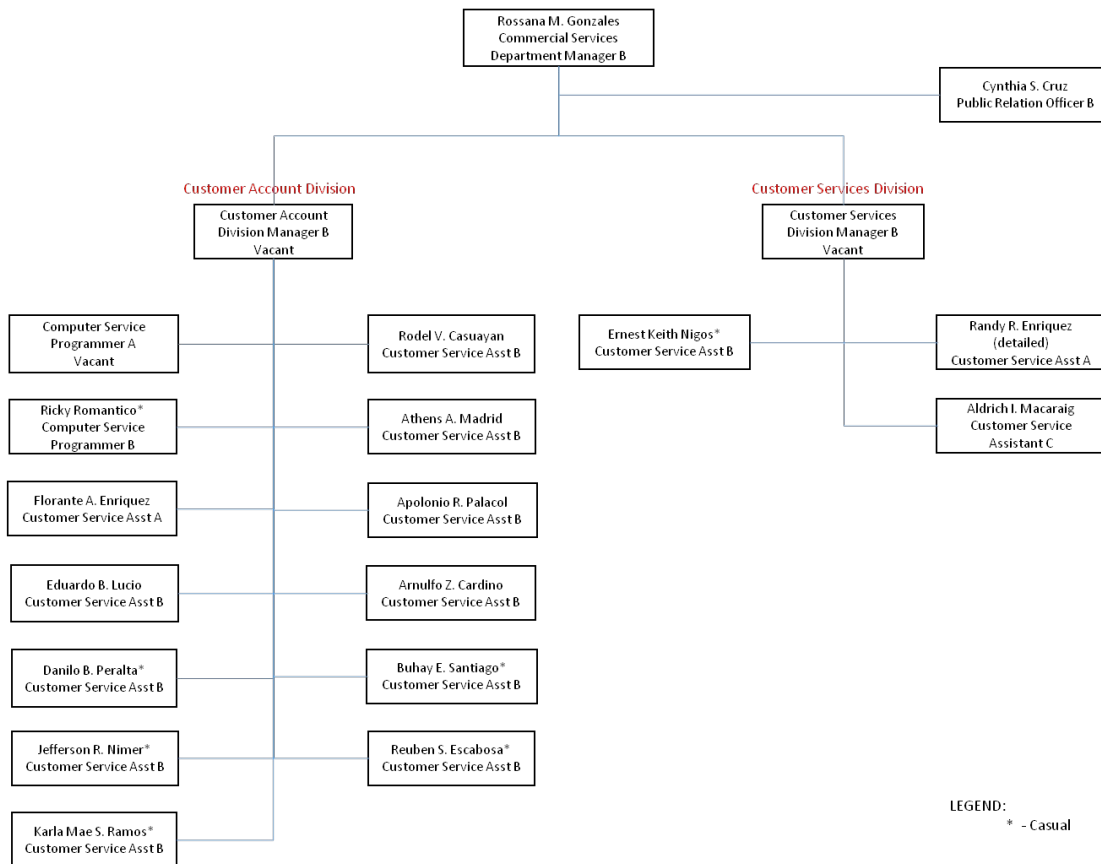 Rossana M. Gonzales
Commercial Services
Department Manager B
Cynthia S. Cruz
Public Relation Officer B
Customer Account Division
Customer Services Division
Customer Account
Division Manager B
Vacant
Customer Services
Division Manager B
Vacant
Computer Service
Programmer A
Vacant
Rodel V. Casuayan
Customer Service Asst B
Ernest Keith Nigos*
Customer Service Asst B
Randy R. Enriquez
(detailed)
Customer Service Asst A
Ricky Romantico*
Computer Service
Programmer B
Athens A. Madrid
Customer Service Asst B
Aldrich I. Macaraig
Customer Service
Assistant C
Florante A. Enriquez
Customer Service Asst A
Apolonio R. Palacol
Customer Service Asst B
Eduardo B. Lucio
Customer Service Asst B
Arnulfo Z. Cardino
Customer Service Asst B
Danilo B. Peralta*
Customer Service Asst B
Buhay E. Santiago*
Customer Service Asst B
Jefferson R. Nimer*
Customer Service Asst B
Reuben S. Escabosa*
Customer Service Asst B
Karla Mae S. Ramos*
Customer Service Asst B
LEGEND:
* - Casual